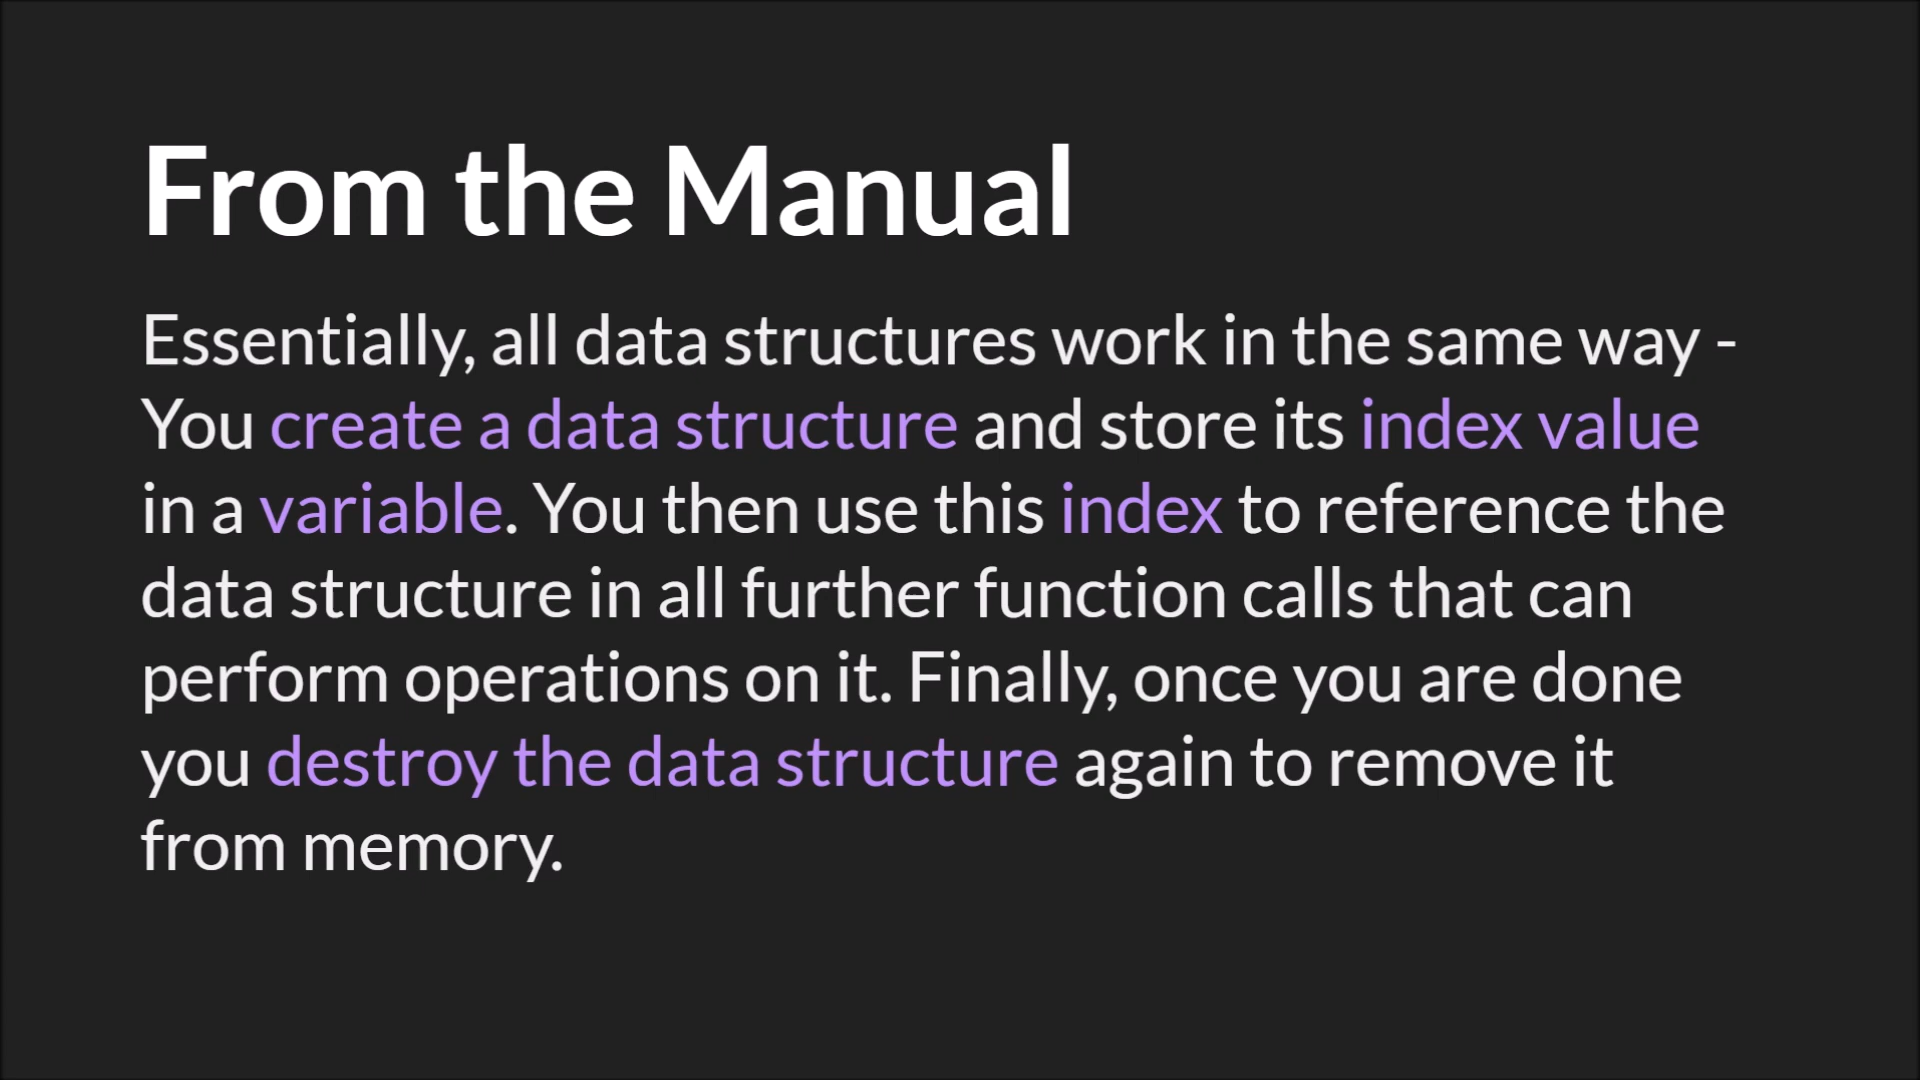 From the Manual
Essentially, all data structures work in the same way -
You create a data structure and store its index value
in a variable. You then use this index to reference the
data structure in all further function calls that can
perform operations on it. Finally, once you are done
you destroy the data structure again to remove it
from memory.